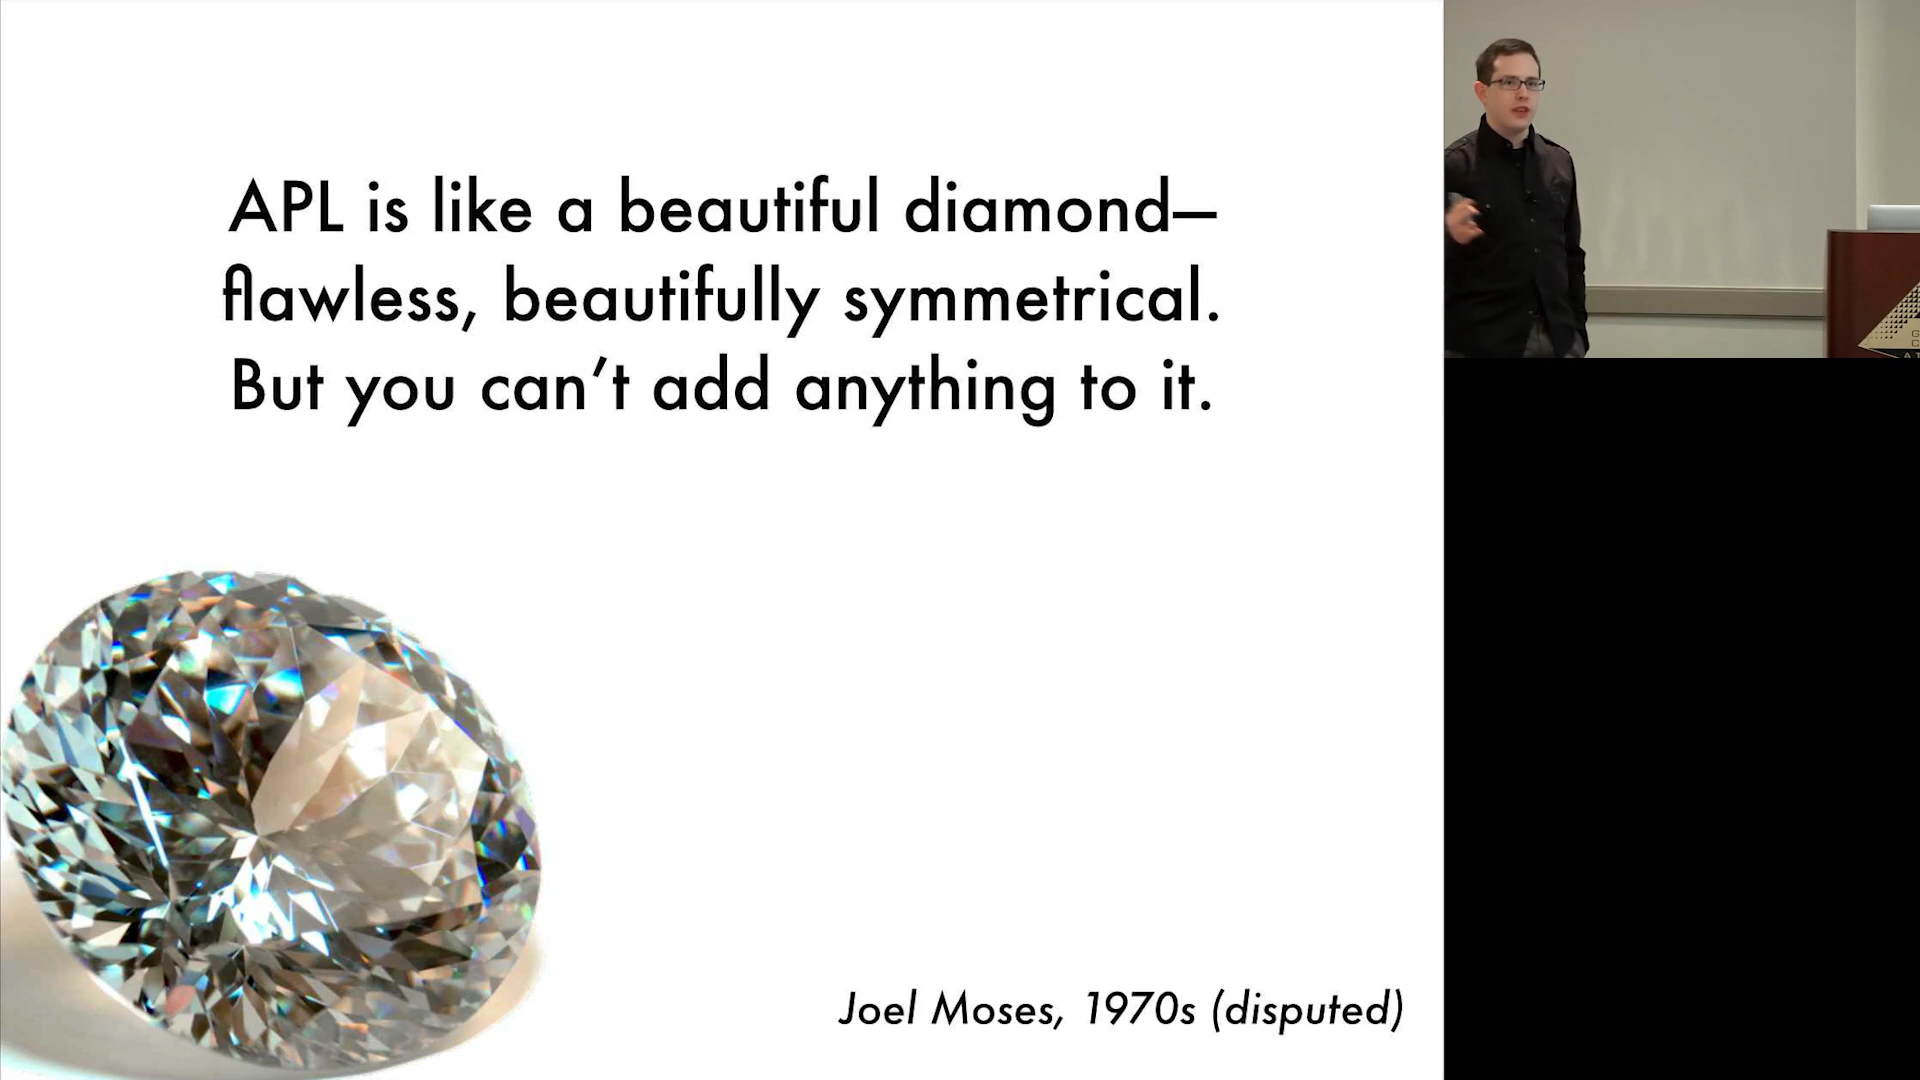 APL is like a beautiful diamond—
flawless, beautifully symmetrical.
But you can’t add anything to it.
Joel Moses, 1970s (disputed)